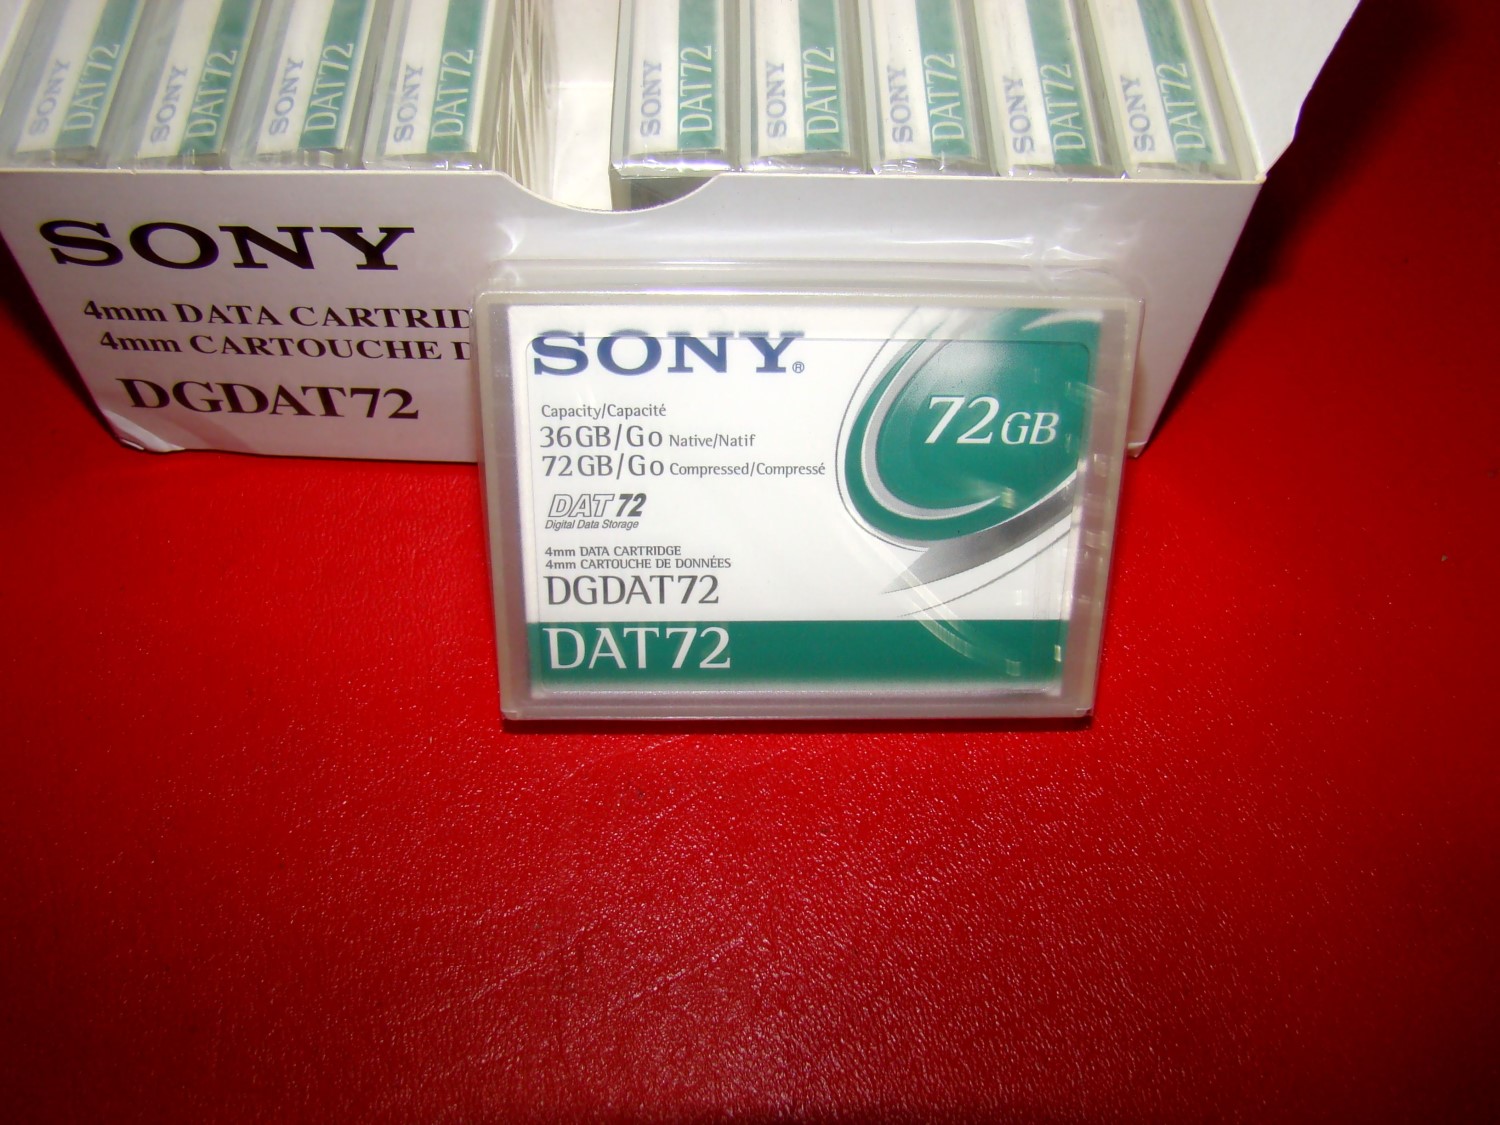 SONY DAT72
SONY DAT72
SONY DAT72
SONY DAT72
SONY DAT72
SONY DAT72
SONY DAT72
SONY DAT72
SONY DAT72
SONY
4mm DATA CARTRID
4mm CARTOUCHE D
DGDAT72
SONY®
Capacity/Capacité
36GB/Go Native/Natif
72GB/Go Compressed/Compressé
72GB
DAT 72
Digital Data Storage
4mm DATA CARTRIDGE
4mm CARTOUCHE DE DONNÉES
DGDAT72
DAT72